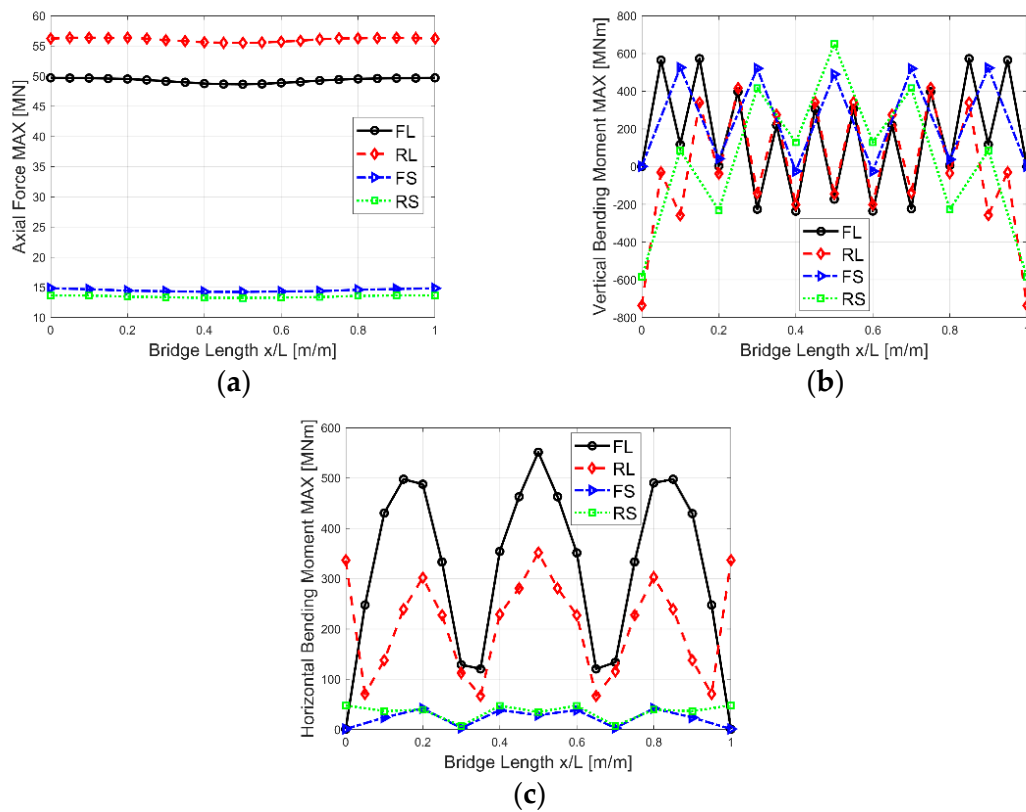 60
55
50
45
40
35
30
25
20
15
10
Axial Force MAX [MN]
FL
RL
FS
RS
0
0.2
0.4
0.6
0.8
1
Bridge Length x/L [m/m]
(a)
800
600
400
200
0
-200
-400
-600
-800
Vertical Bending Moment MAX [MNm]
FL
RL
FS
RS
0
0.2
0.4
0.6
0.8
1
Bridge Length x/L [m/m]
(b)
600
500
400
300
200
100
0
Horizontal Bending Moment MAX [MNm]
FL
RL
FS
RS
0
0.2
0.4
0.6
0.8
1
Bridge Length x/L [m/m]
(c)